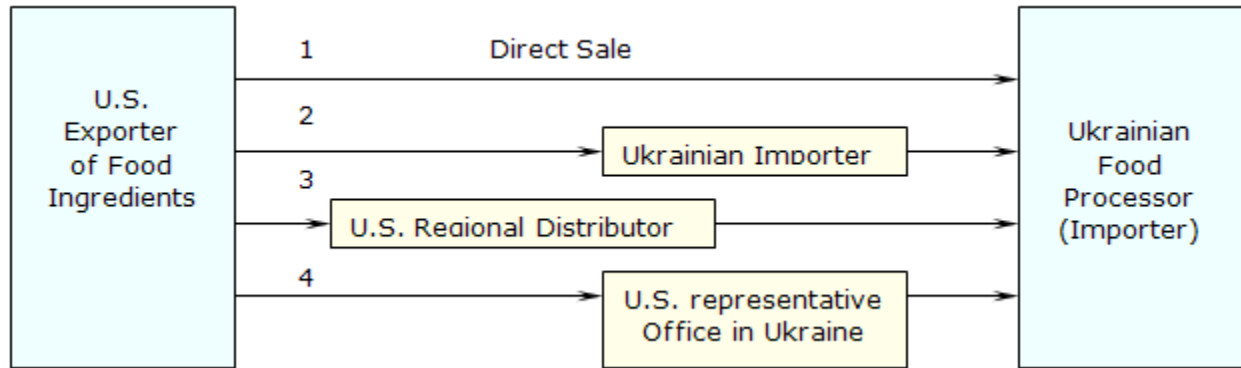 U.S.
Exporter
of Food
Ingredients
1
Direct Sale
2
Ukrainian Importer
3
U.S. Regional Distributor
4
U.S. representative
Office in Ukraine
Ukrainian
Food
Processor
(Importer)